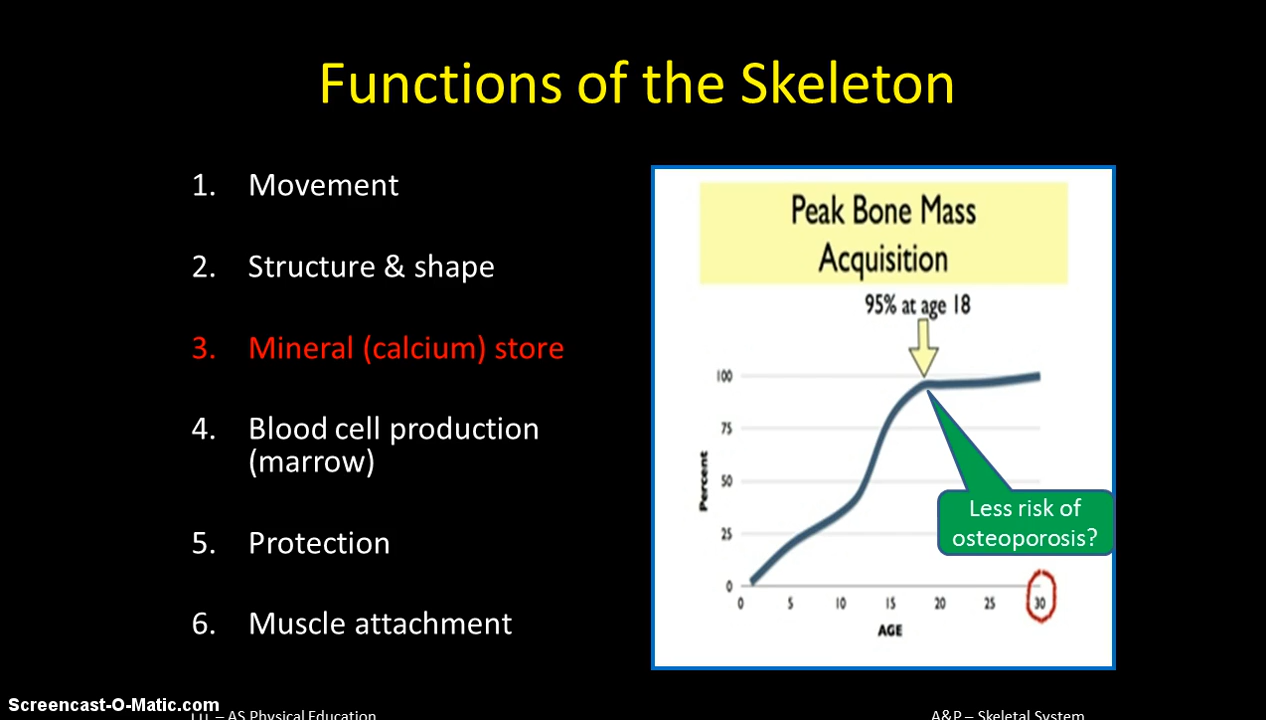 Functions of the Skeleton
1. Movement
2. Structure & shape
3. Mineral (calcium) store
4. Blood cell production
(marrow)
5. Protection
6. Muscle attachment
Peak Bone Mass
Acquisition
95% at age 18
100
75
50
25
0
Percent
0 5 10 15 20 25 30
AGE
Less risk of
osteoporosis?
Screencast-O-Matic.com
– AS Physical Education
A&P – Skeletal System